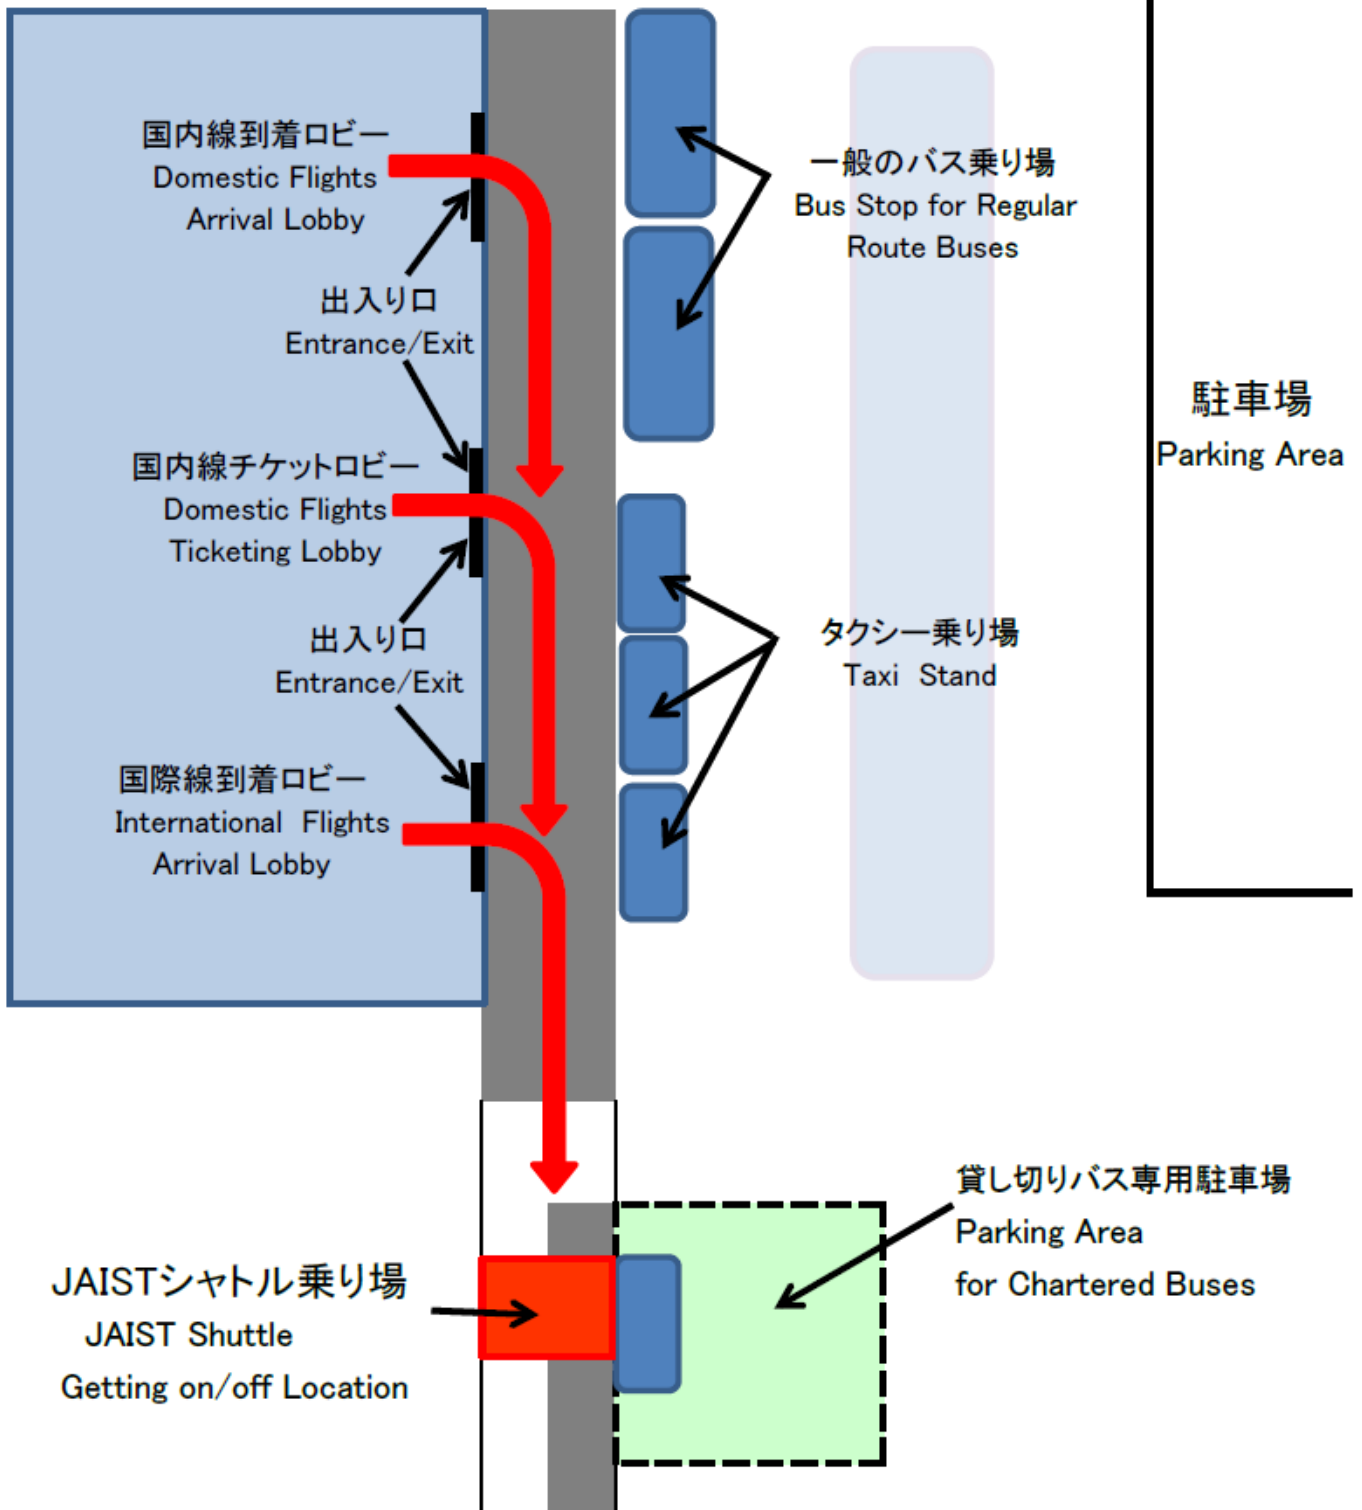 国内線到着ロビー
Domestic Flights
Arrival Lobby
一般のバス乗り場
Bus Stop for Regular
Route Buses
出入り口
Entrance/Exit
駐車場
Parking Area
国内線チケットロビー
Domestic Flights
Ticketing Lobby
出入り口
Entrance/Exit
タクシー乗り場
Taxi Stand
国際線到着ロビー
International Flights
Arrival Lobby
貸し切りバス専用駐車場
Parking Area
for Chartered Buses
JAISTシャトル乗り場
JAIST Shuttle
Getting on/off Location